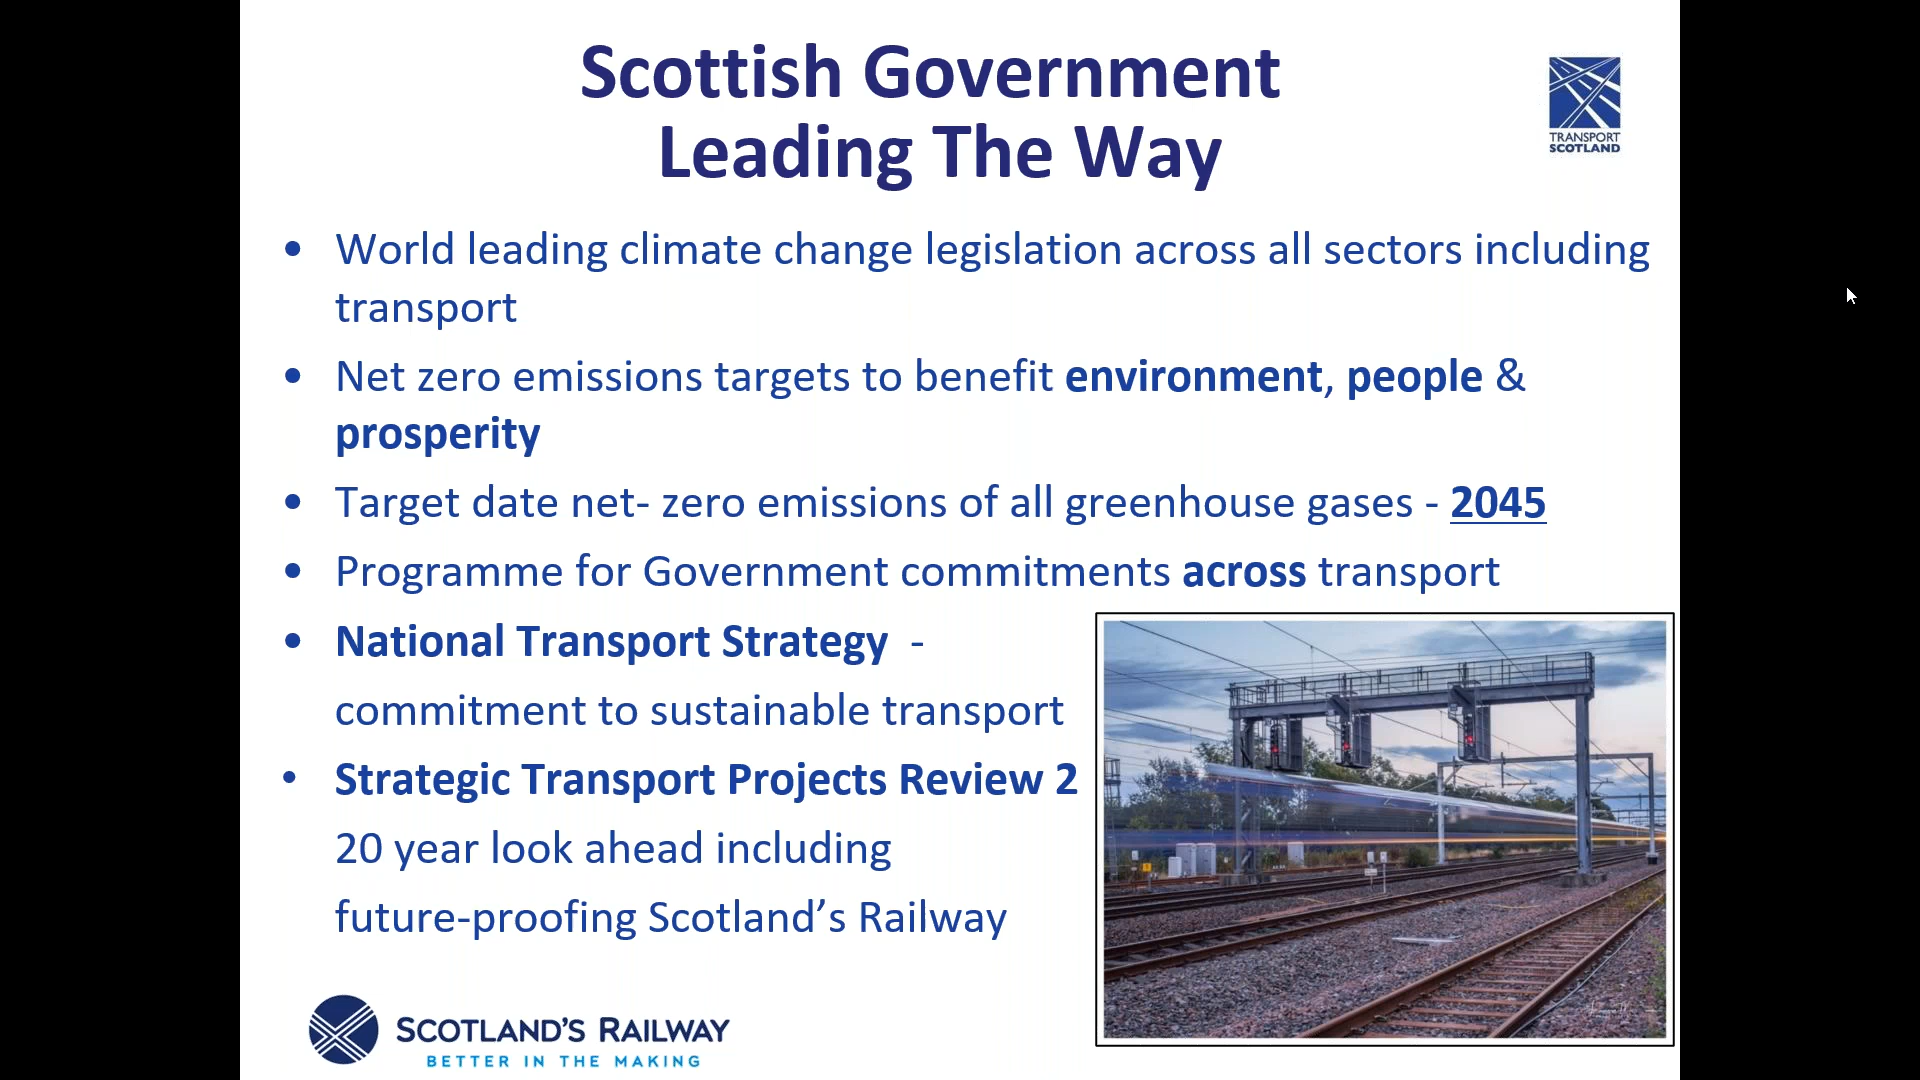 Scottish Government
Leading The Way
TRANSPORT
SCOTLAND
• World leading climate change legislation across all sectors including
transport
• Net zero emissions targets to benefit environment, people &
prosperity
• Target date net- zero emissions of all greenhouse gases - 2045
• Programme for Government commitments across transport
• National Transport Strategy -
commitment to sustainable transport
• Strategic Transport Projects Review 2
20 year look ahead including
future-proofing Scotland’s Railway
SCOTLAND'S RAILWAY
BETTER IN THE MAKING